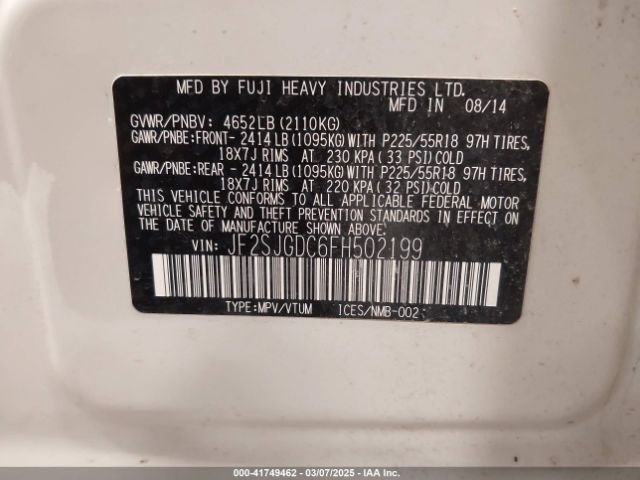 MFD BY FUJI HEAVY INDUSTRIES LTD.
MFD IN 08/14
GVWR/PNBV: 4652LB (2110KG)
GAWR/PNBE:FRONT- 2414 LB (1095KG) WITH P225/55R18 97H TIRES,
18X7J RIMS AT 230 KPA (33 PSI) COLD
GAWR/PNBE:REAR - 2414 LB (1095KG) WITH P225/55R18 97H TIRES,
18X7J RIMS AT 220 KPA (32 PSI) COLD
THIS VEHICLE CONFORMS TO ALL APPLICABLE FEDERAL MOTOR
VEHICLE SAFETY AND THEFT PREVENTION STANDARDS IN EFFECT ON
THE DATE OF MANUFACTURE SHOWN ABOVE.
VIN: JF2SJGDC6FH502199
TYPE:MPV/VTUM ICES/NMB-002
000-41749462 - 03/07/2025 - IAA Inc.